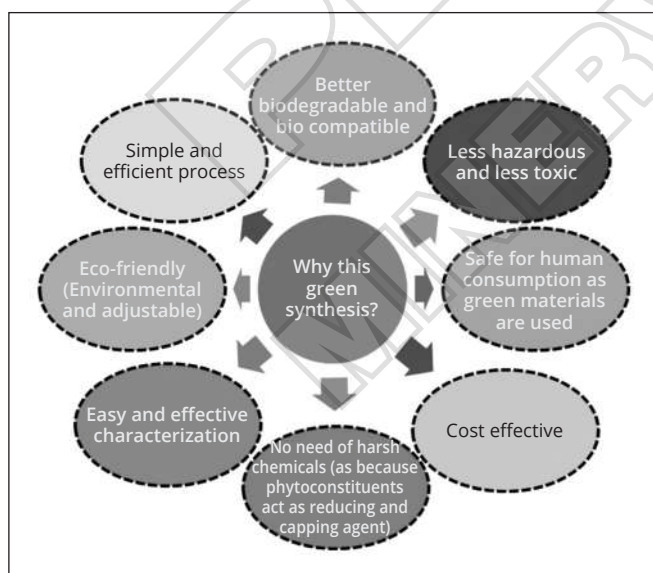 Better
biodegradable and
bio compatible
Simple and
efficient process
Less hazardous
and less toxic
Eco-friendly
(Environmental
and adjustable)
Why this
green
synthesis?
Safe for human
consumption as
green materials
are used
Easy and effective
characterization
No need of harsh
chemicals (as because
phytoconstituents
act as reducing and
capping agent)
Cost effective